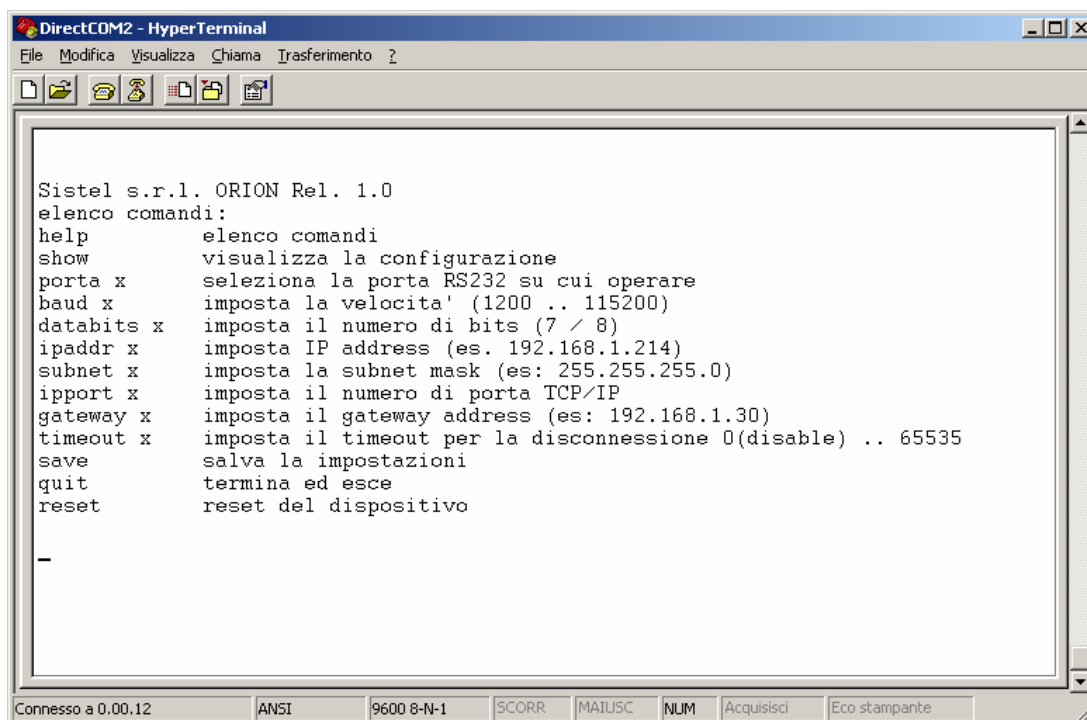 DirectCOM2 - HyperTerminal
File Modifica Visualizza Chiama Trasferimento ?
Sistel s.r.l. ORION Rel. 1.0
elenco comandi:
help elenco comandi
show visualizza la configurazione
porta x seleziona la porta RS232 su cui operare
baud x imposta la velocita' (1200 .. 115200)
databits x imposta il numero di bits (7 / 8)
ipaddr x imposta IP address (es. 192.168.1.214)
subnet x imposta la subnet mask (es: 255.255.255.0)
ipport x imposta il numero di porta TCP/IP
gateway x imposta il gateway address (es: 192.168.1.30)
timeout x imposta il timeout per la disconnessione 0(disable) .. 65535
save salva la impostazioni
quit termina ed esce
reset reset del dispositivo
_
Connesso a 0.00.12 ANSI 9600 8-N-1 SCORR MAIUSC NUM Acquisisci Eco stampante